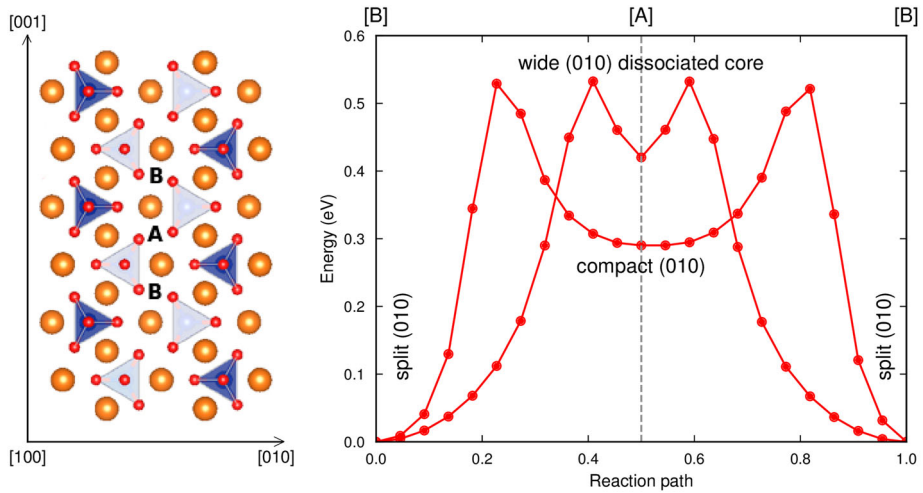 [001]
B
A
B
[100]
[010]
[B]
[A]
[B]
0.6
0.5
0.4
0.3
0.2
0.1
0.0
Energy (eV)
wide (010) dissociated core
compact (010)
split (010)
split (010)
0.0
0.2
0.4
0.6
0.8
1.0
Reaction path